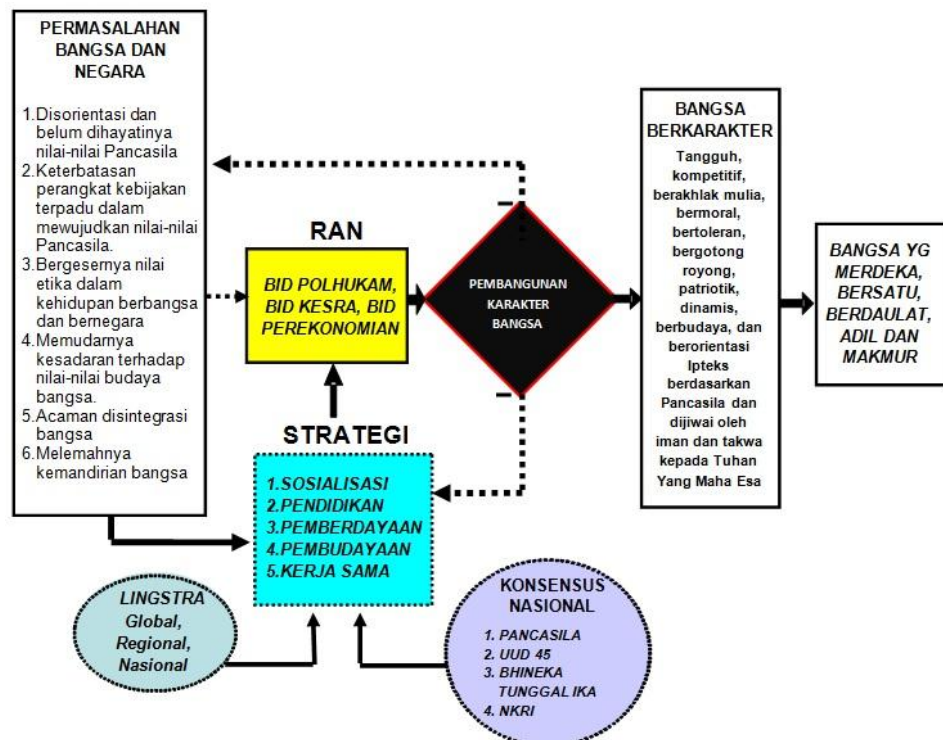 PERMASALAHAN
BANGSA DAN
NEGARA
1.Disorientasi dan
belum dihayatinya
nilai-nilai Pancasila
2.Keterbatasan
perangkat kebijakan
terpadu dalam
mewujudkan nilai-nilai
Pancasila.
3.Bergesernya nilai
etika dalam
kehidupan berbangsa
dan bernegara
4.Memudarnya
kesadaran terhadap
nilai-nilai budaya
bangsa.
5.Acaman disintegrasi
bangsa
6.Melemahnya
kemandirian bangsa
RAN
BID POLHUKAM,
BID KESRA, BID
PEREKONOMIAN
STRATEGI
1.SOSIALISASI
2.PENDIDIKAN
3.PEMBERDAYAAN
4.PEMBUDAYAAN
5.KERJA SAMA
LINGSTRA
Global,
Regional,
Nasional
KONSENSUS
NASIONAL
1. PANCASILA
2. UUD 45
3. BHINEKA
TUNGGAL IKA
4. NKRI
PEMBANGUNAN
KARAKTER
BANGSA
BANGSA
BERKARAKTER
Tangguh,
kompetitif,
berakhlak mulia,
bermoral,
bertoleran,
bergotong
royong,
patriotik,
dinamis,
berbudaya, dan
berorientasi
Ipteks
berdasarkan
Pancasila dan
dijiwai oleh
iman dan takwa
kepada Tuhan
Yang Maha Esa
BANGSA YG
MERDEKA,
BERSATU,
BERDAULAT,
ADIL DAN
MAKMUR